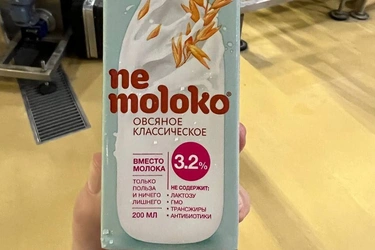 ne
moloko®
ОВСЯНОЕ
КЛАССИЧЕСКОЕ
ВМЕСТО
МОЛОКА
ТОЛЬКО
ПОЛЬЗА
И НИЧЕГО
ЛИШНЕГО
200 МЛ
3.2%
НЕ СОДЕРЖИТ:
• ЛАКТОЗУ
• ГМО
• ТРАНСЖИРЫ
• АНТИБИОТИКИ